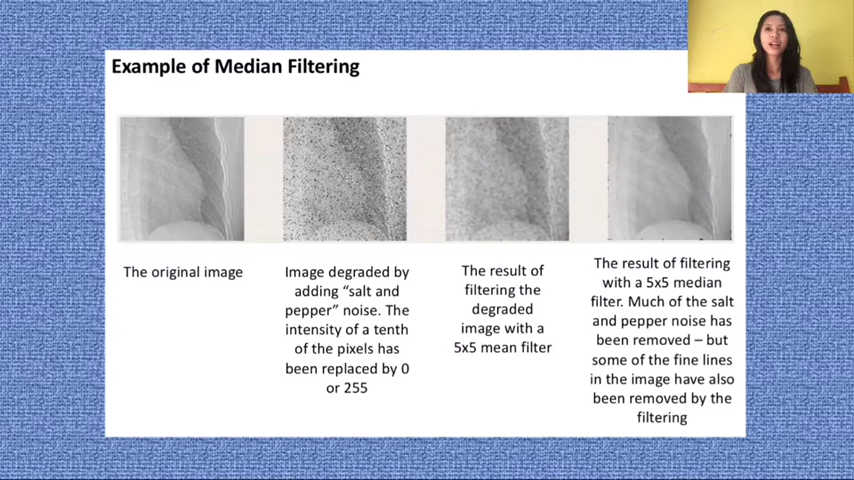 Example of Median Filtering
The original image
Image degraded by
adding “salt and
pepper” noise. The
intensity of a tenth
of the pixels has
been replaced by 0
or 255
The result of
filtering the
degraded
image with a
5x5 mean filter
The result of filtering
with a 5x5 median
filter. Much of the salt
and pepper noise has
been removed – but
some of the fine lines
in the image have also
been removed by the
filtering